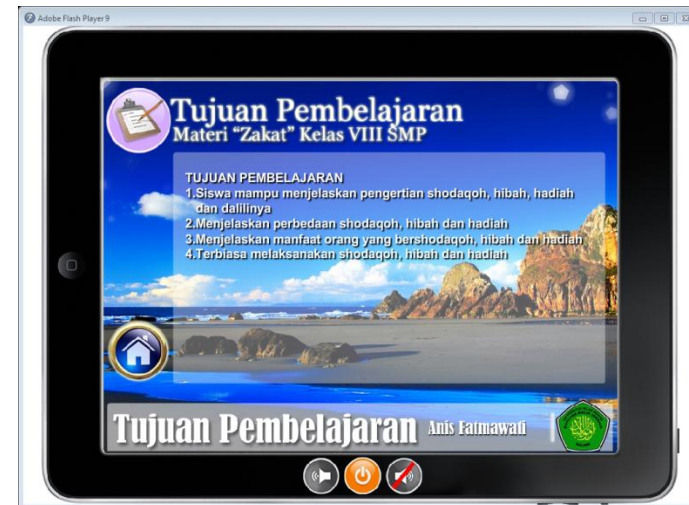 Adobe Flash Player 9
Tujuan Pembelajaran
Materi "Zakat" Kelas VIII SMP
TUJUAN PEMBELAJARAN
1.Siswa mampu menjelaskan pengertian shodaqoh, hibah, hadiah
dan dalilinya
2.Menjelaskan perbedaan shodaqoh, hibah dan hadiah
3.Menjelaskan manfaat orang yang bershodaqoh, hibah dan hadiah
4.Terbiasa melaksanakan shodaqoh, hibah dan hadiah
Tujuan Pembelajaran Anis Fatmawati